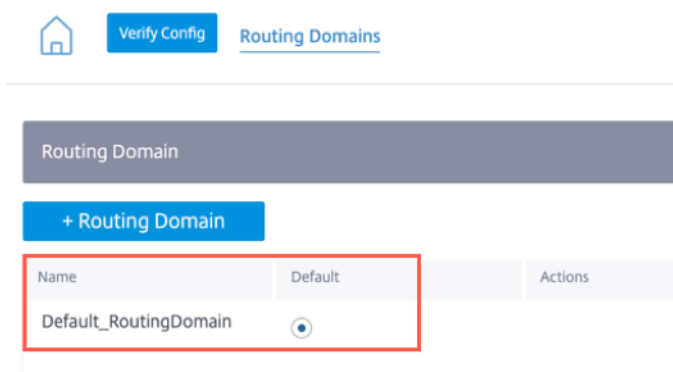 Verify Config Routing Domains
Routing Domain
+ Routing Domain
Name Default Actions
Default_RoutingDomain